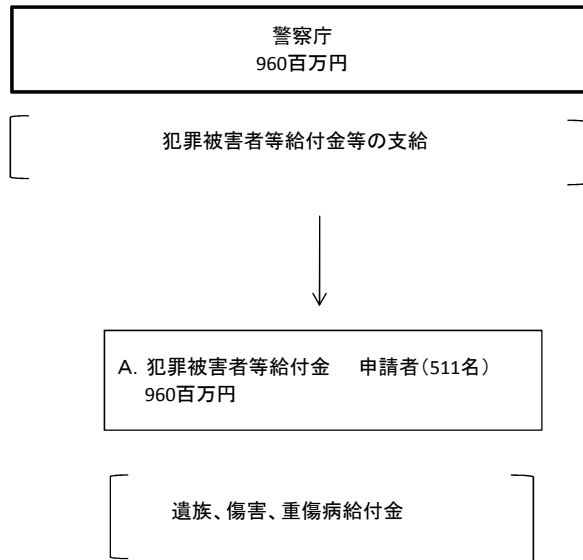 警察庁
960百万円
犯罪被害者等給付金等の支給
A. 犯罪被害者等給付金　申請者（511名）
960百万円
遺族、傷害、重傷病給付金